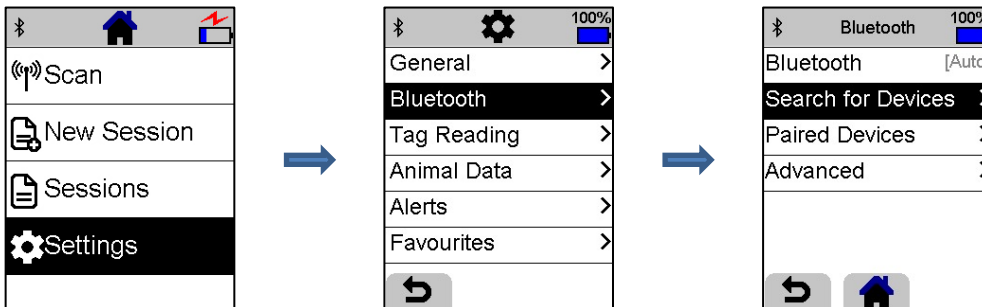 Scan
New Session
Sessions
Settings
100%
General
Bluetooth
Tag Reading
Animal Data
Alerts
Favourites
Bluetooth
100%
Bluetooth [Auto
Search for Devices
Paired Devices
Advanced